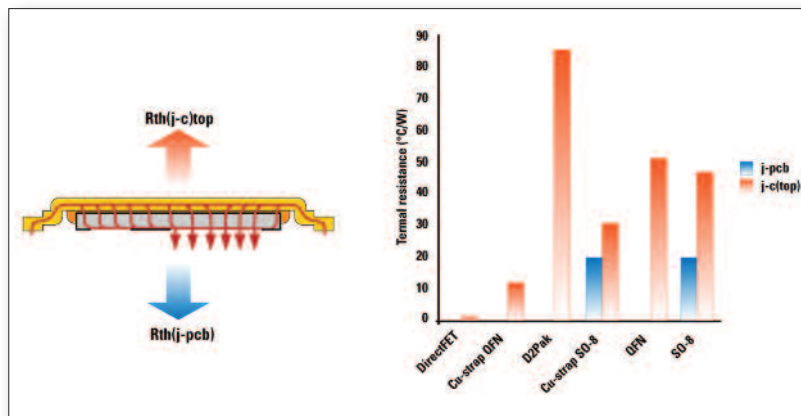 Rth(j-c)top
Rth(j-pcb)
Termal resistance (°C/W)
90
80
70
60
50
40
30
20
10
0
DirectFET
Cu-strap QFN
D2Pak
Cu-strap SO-8
QFN
SO-8
j-pcb
j-c(top)